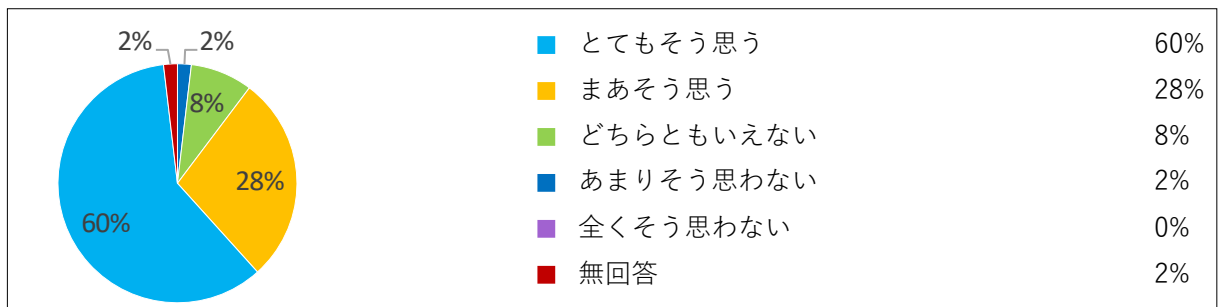 2% 2%
8%
28%
60%
とてもそう思う 60%
まあそう思う 28%
どちらともいえない 8%
あまりそう思わない 2%
全くそう思わない 0%
無回答 2%